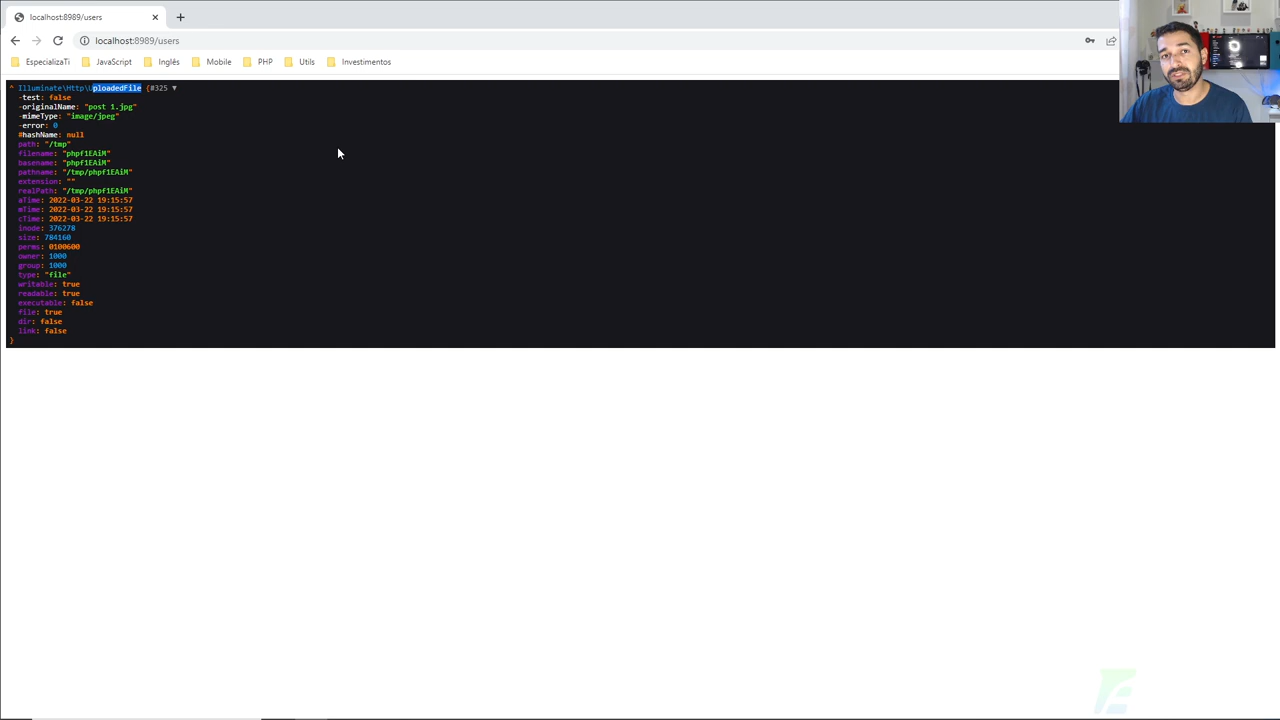 localhost:8989/users
localhost:8989/users
EspecializaTi JavaScript Inglês Mobile PHP Utils Investimentos
^ Illuminate\Http\UploadedFile {#325 ▼
-test: false
-originalName: "post 1.jpg"
-mimeType: "image/jpeg"
-error: 0
#hashName: null
path: "/tmp"
filename: "phpf1EAiM"
basename: "phpf1EAiM"
pathname: "/tmp/phpf1EAiM"
extension: ""
realPath: "/tmp/phpf1EAiM"
aTime: 2022-03-22 19:15:57
mTime: 2022-03-22 19:15:57
cTime: 2022-03-22 19:15:57
inode: 376278
size: 784160
perms: 0100600
owner: 1000
group: 1000
type: "file"
writable: true
readable: true
executable: false
file: true
dir: false
link: false
}